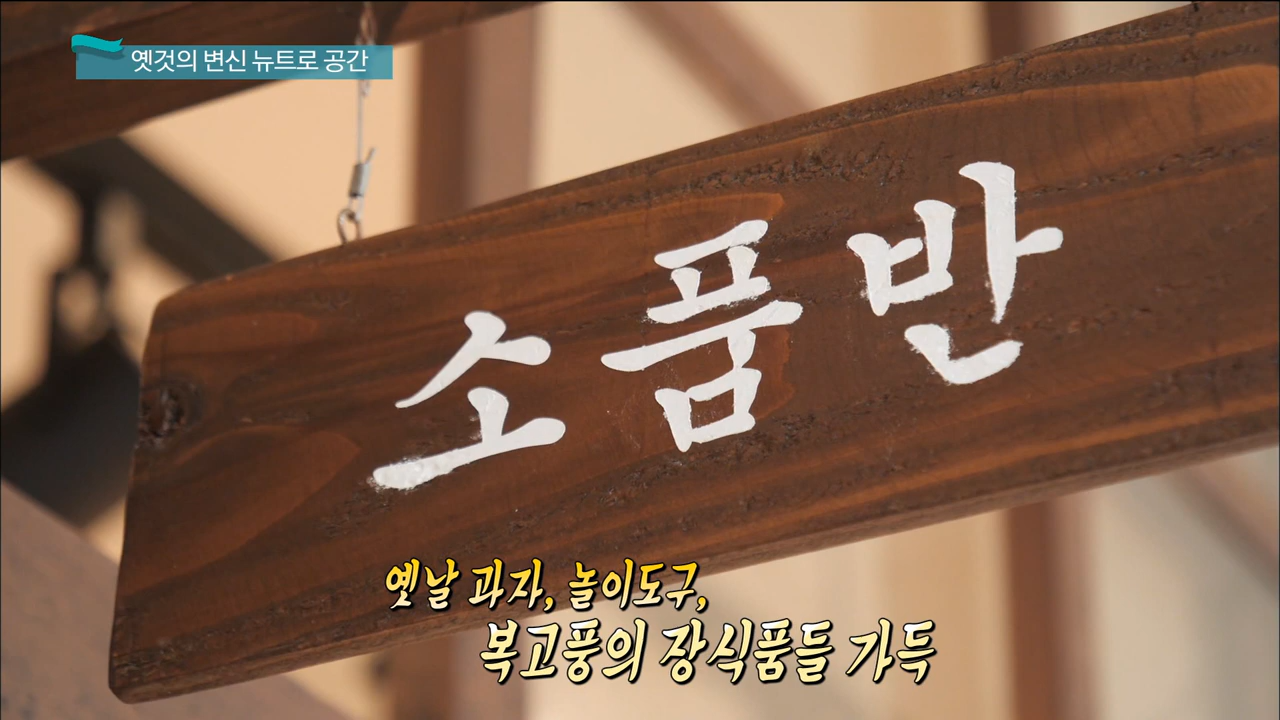 옛것의 변신 뉴트로 공간
소품반
옛날 과자, 놀이도구,
복고풍의 장식품들 가득